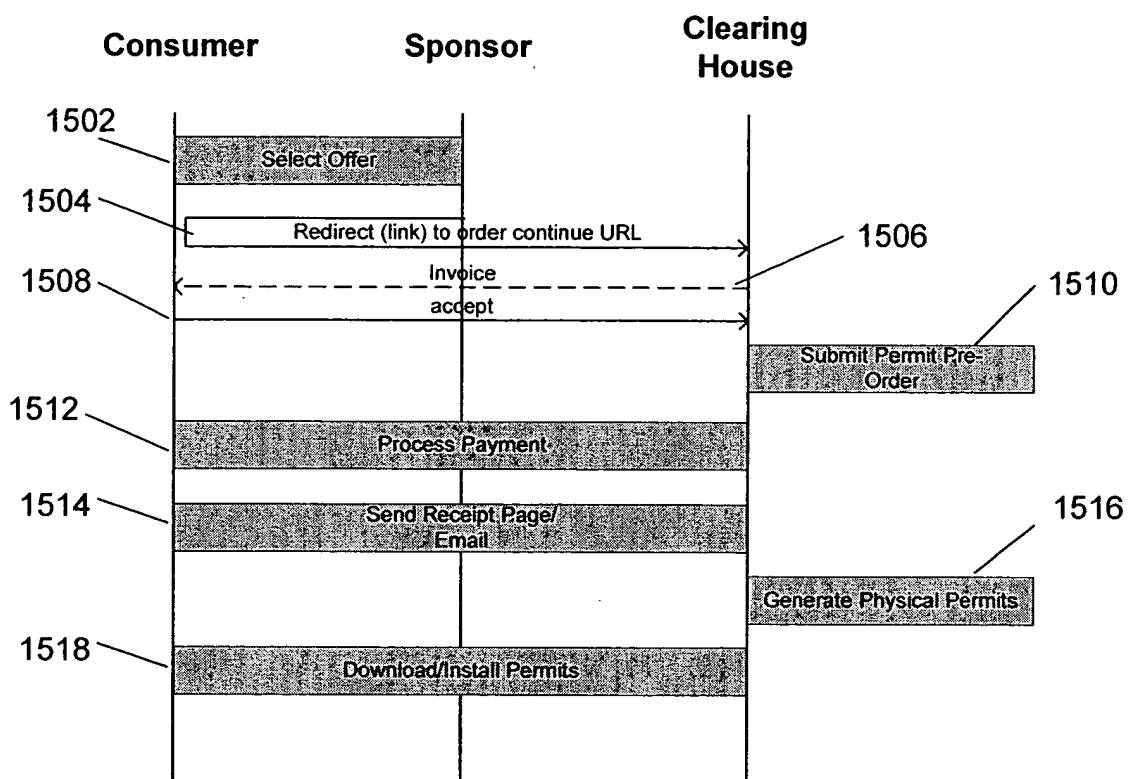 Consumer
Sponsor
Clearing
House
1502
Select Offer
1504
Redirect (link) to order continue URL
1506
Invoice
1508
accept
1510
Submit Permit Pre-
Order
1512
Process Payment
1514
Send Receipt Page/
Email
1516
Generate Physical Permits
1518
Download/Install Permits